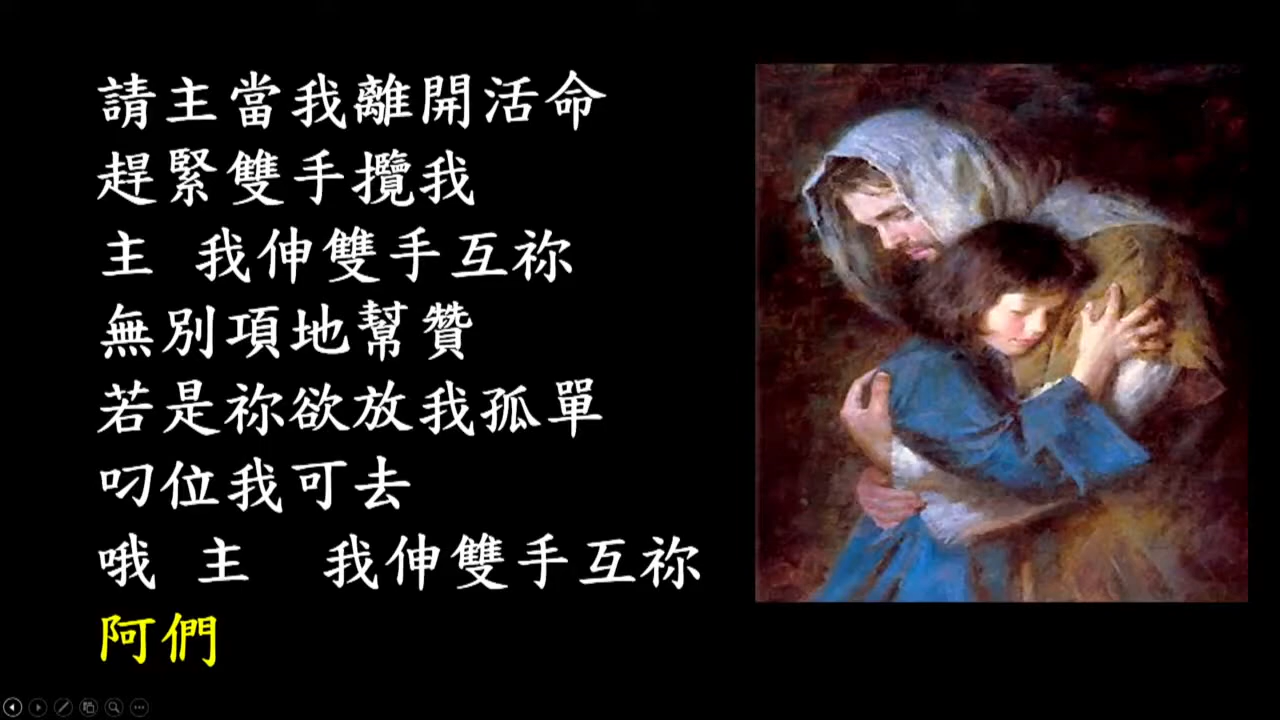 請主當我離開活命
趕緊雙手攬我
主 我伸雙手互祢
無別項地幫贊
若是祢欲放我孤單
叼位我可去
哦 主 我伸雙手互祢
阿們